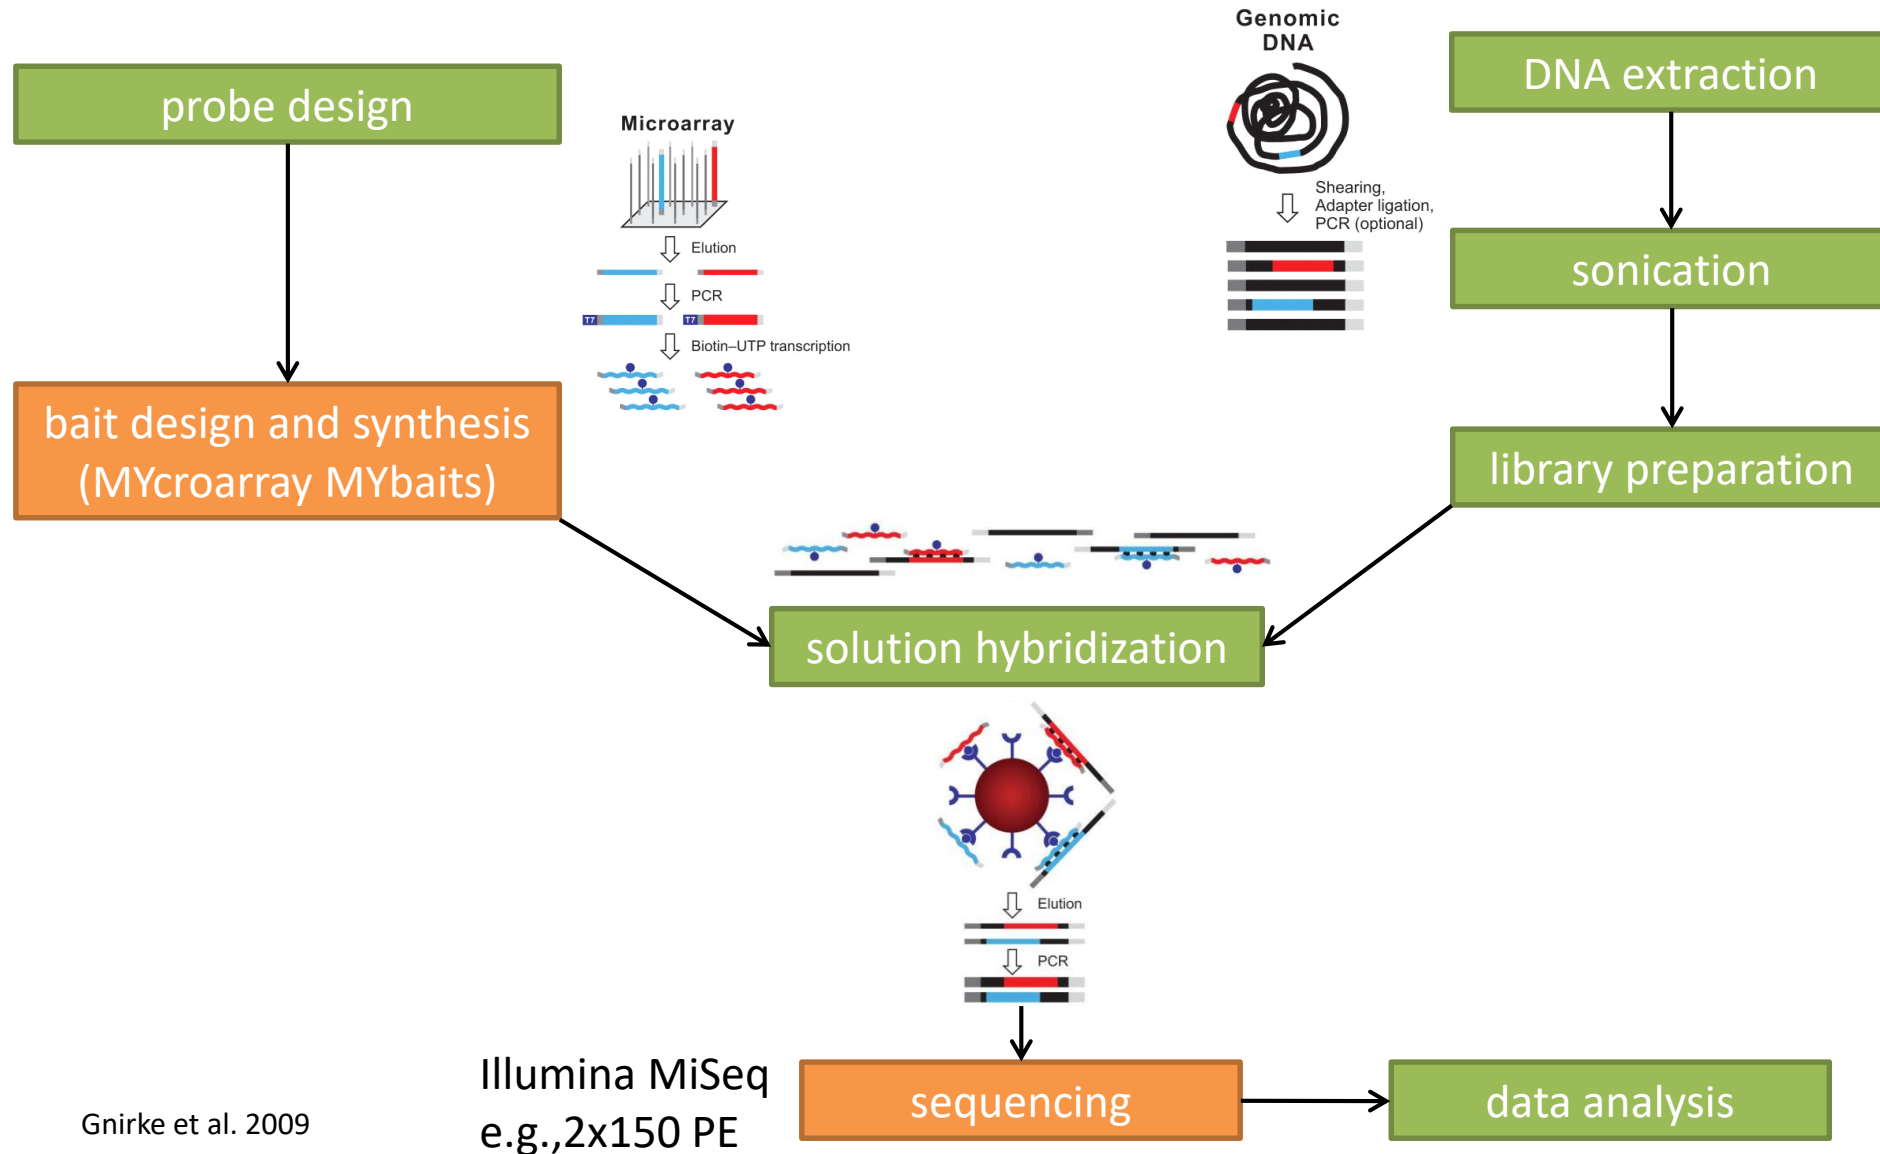 probe design
Microarray
Elution
PCR
T7
T7
Biotin–UTP transcription
bait design and synthesis
(MYcroarray MYbaits)
Genomic
DNA
Shearing,
Adapter ligation,
PCR (optional)
DNA extraction
sonication
library preparation
solution hybridization
Elution
PCR
Illumina MiSeq
e.g.,2x150 PE
sequencing
data analysis
Gnirke et al. 2009